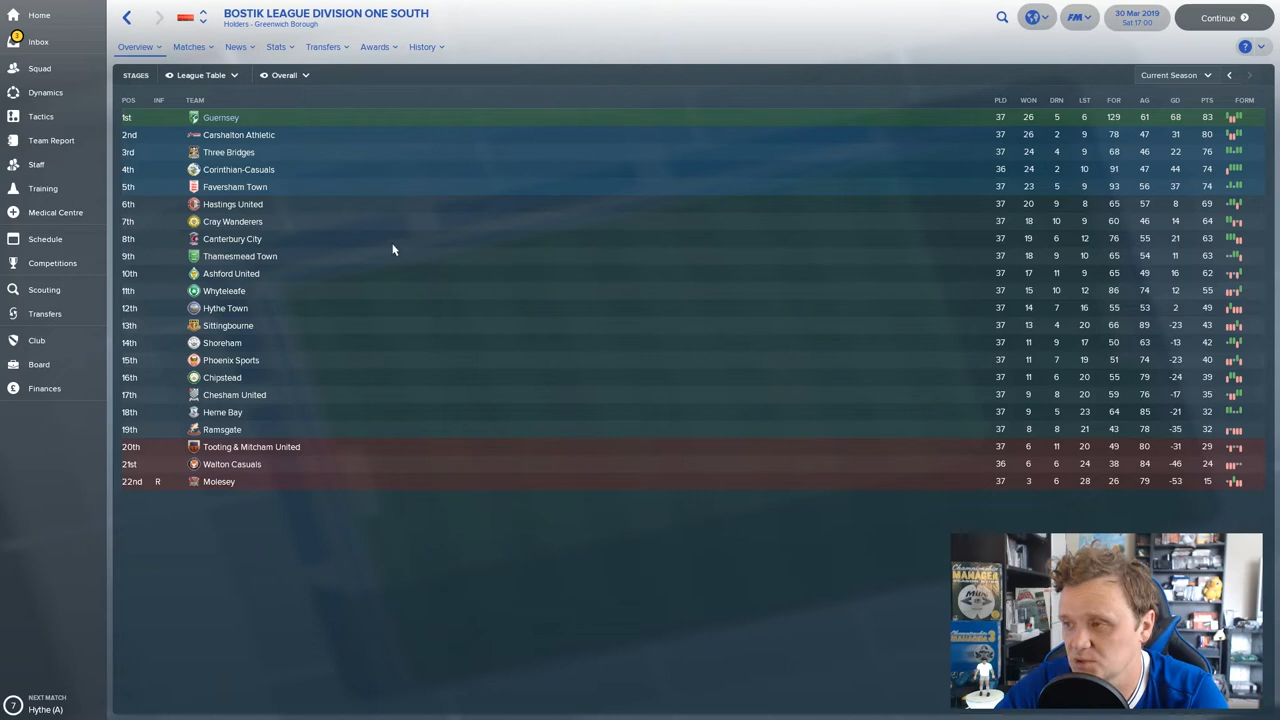 Home
BOSTIK LEAGUE DIVISION ONE SOUTH
Holders - Greenwich Borough
FM
30 Mar 2019
Sat 17:00
Continue
3
Inbox
Overview Matches News Stats Transfers Awards History
?
Squad
STAGES League Table Overall Current Season
Dynamics
POS INF TEAM PLD WON DRN LST FOR AG GD PTS FORM
1st Guernsey 37 26 5 6 129 61 68 83
2nd Carshalton Athletic 37 26 2 9 78 47 31 80
3rd Three Bridges 37 24 4 9 68 46 22 76
4th Corinthian-Casuals 36 24 2 10 91 47 44 74
5th Faversham Town 37 23 5 9 93 56 37 74
6th Hastings United 37 20 9 8 65 57 8 69
7th Cray Wanderers 37 18 10 9 60 46 14 64
8th Canterbury City 37 19 6 12 76 55 21 63
9th Thamesmead Town 37 18 9 10 65 54 11 63
10th Ashford United 37 17 11 9 65 49 16 62
11th Whyteleafe 37 15 10 12 86 74 12 55
12th Hythe Town 37 14 7 16 55 53 2 49
13th Sittingbourne 37 13 4 20 66 89 -23 43
14th Shoreham 37 11 9 17 50 63 -13 42
15th Phoenix Sports 37 11 7 19 51 74 -23 40
16th Chipstead 37 11 6 20 55 79 -24 39
17th Chesham United 37 9 8 20 59 76 -17 35
18th Herne Bay 37 9 5 23 64 85 -21 32
19th Ramsgate 37 8 8 21 43 78 -35 32
20th Tooting & Mitcham United 37 6 11 20 49 80 -31 29
21st Walton Casuals 36 6 6 24 38 84 -46 24
22nd R Molesey 37 3 6 28 26 79 -53 15
Tactics
Team Report
Staff
Training
Medical Centre
Schedule
Competitions
Scouting
Transfers
Club
Board
Finances
CHAMPIONSHIP
MANAGER
7
NEXT MATCH
Hythe (A)